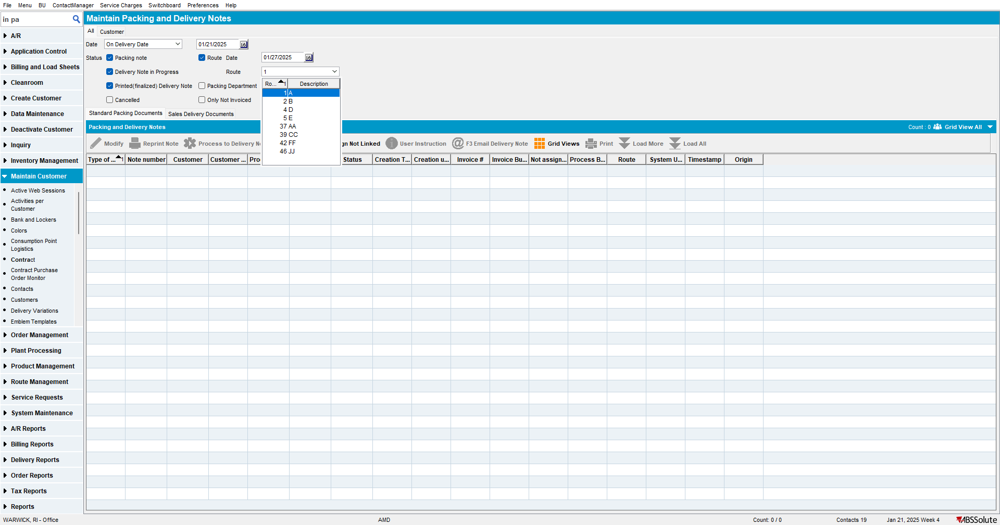 File Menu BU ContactManager Service Charges Switchboard Preferences Help
in pa
Maintain Packing and Delivery Notes
All Customer
Date On Delivery Date 01/21/2025 16
Status Packing note Route Date 01/27/2025 16
Delivery Note in Progress Route 1
Printed(finalized) Delivery Note Packing Department
Cancelled Only Not Invoiced
Ro... 1 Description
1 A
2 B
4 D
5 E
37 AA
39 CC
42 FF
46 JJ
Standard Packing Documents Sales Delivery Documents
Packing and Delivery Notes Count : 0 Grid View All
Modify Reprint Note Process to Delivery N gn Not Linked User Instruction F3 Email Delivery Note Grid Views Print Load More Load All
Type of ... 1 Note number Customer Customer ... Pro Status Creation T... Creation u... Invoice # Invoice Bu... Not assign... Process B... Route System U... Timestamp Origin
A/R
Application Control
Billing and Load Sheets
Cleanroom
Create Customer
Data Maintenance
Deactivate Customer
Inquiry
Inventory Management
Maintain Customer
Active Web Sessions
Activities per
Customer
Bank and Lockers
Colors
Consumption Point
Logistics
Contract
Contract Purchase
Order Monitor
Contacts
Customers
Delivery Variations
Emblem Templates
Order Management
Plant Processing
Product Management
Route Management
Service Requests
System Maintenance
A/R Reports
Billing Reports
Delivery Reports
Order Reports
Tax Reports
Reports
WARWICK, RI - Office AMD Count: 0 / 0 Contacts 19 Jan 21, 2025 Week 4 ABSSolute